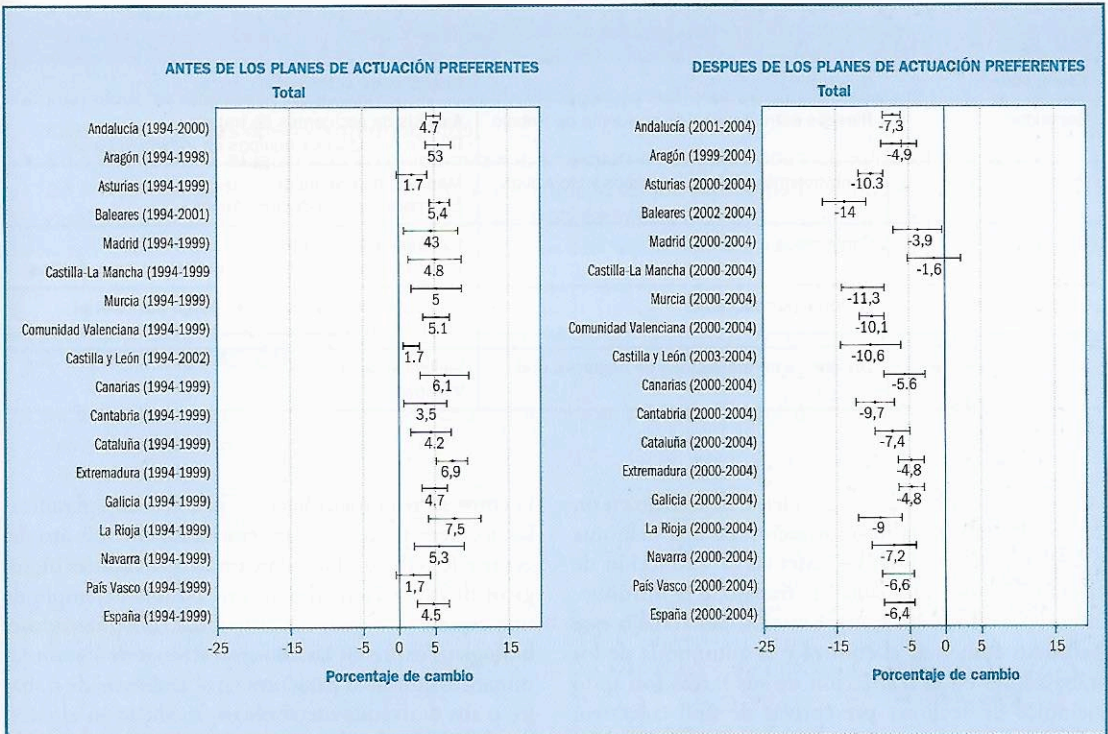 ANTES DE LOS PLANES DE ACTUACIÓN PREFERENTES
Total
Andalucía (1994-2000) 4.7
Aragón (1994-1998) 53
Asturias (1994-1999) 1.7
Baleares (1994-2001) 5,4
Madrid (1994-1999) 43
Castilla-La Mancha (1994-1999 4.8
Murcia (1994-1999) 5
Comunidad Valenciana (1994-1999) 5.1
Castilla y León (1994-2002) 1.7
Canarias (1994-1999) 6,1
Cantabria (1994-1999) 3,5
Cataluña (1994-1999) 4.2
Extremadura (1994-1999) 6,9
Galicia (1994-1999) 4,7
La Rioja (1994-1999) 7,5
Navarra (1994-1999) 5,3
País Vasco (1994-1999) 1,7
España (1994-1999) 4.5
-25 -15 0 5 15
Porcentaje de cambio
DESPUES DE LOS PLANES DE ACTUACIÓN PREFERENTES
Total
Andalucía (2001-2004) -7,3
Aragón (1999-2004) -4,9
Asturias (2000-2004) -10.3
Baleares (2002-2004) -14
Madrid (2000-2004) -3,9
Castilla-La Mancha (2000-2004) -1,6
Murcia (2000-2004) -11,3
Comunidad Valenciana (2000-2004) -10,1
Castilla y León (2003-2004) -10,6
Canarias (2000-2004) -5.6
Cantabria (2000-2004) -9,7
Cataluña (2000-2004) -7,4
Extremadura (2000-2004) -4,8
Galicia (2000-2004) -4,8
La Rioja (2000-2004) -9
Navarra (2000-2004) -7,2
País Vasco (2000-2004) -6,6
España (2000-2004) -6,4
-25 -15 -5 0 5 15
Porcentaje de cambio